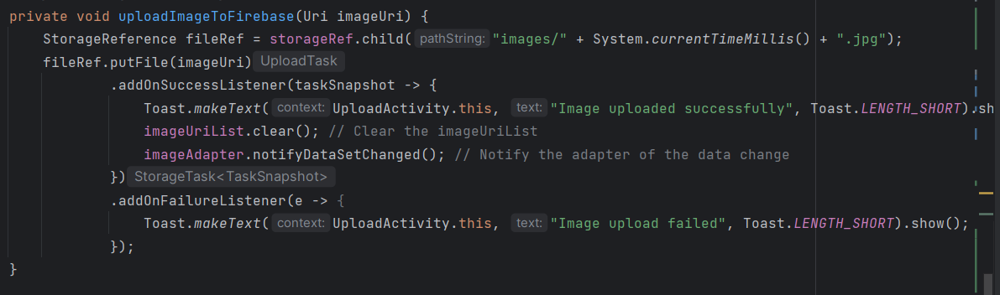 private void uploadImageToFirebase(Uri imageUri) {
    StorageReference fileRef = storageRef.child( pathString: "images/" + System.currentTimeMillis() + ".jpg");
    fileRef.putFile(imageUri) UploadTask
            .addOnSuccessListener(taskSnapshot -> {
                Toast.makeText( context: UploadActivity.this, text: "Image uploaded successfully", Toast.LENGTH_SHORT).sh
                imageUriList.clear(); // Clear the imageUriList
                imageAdapter.notifyDataSetChanged(); // Notify the adapter of the data change
            }) StorageTask<TaskSnapshot>
            .addOnFailureListener(e -> {
                Toast.makeText( context: UploadActivity.this, text: "Image upload failed", Toast.LENGTH_SHORT).show();
            });
}